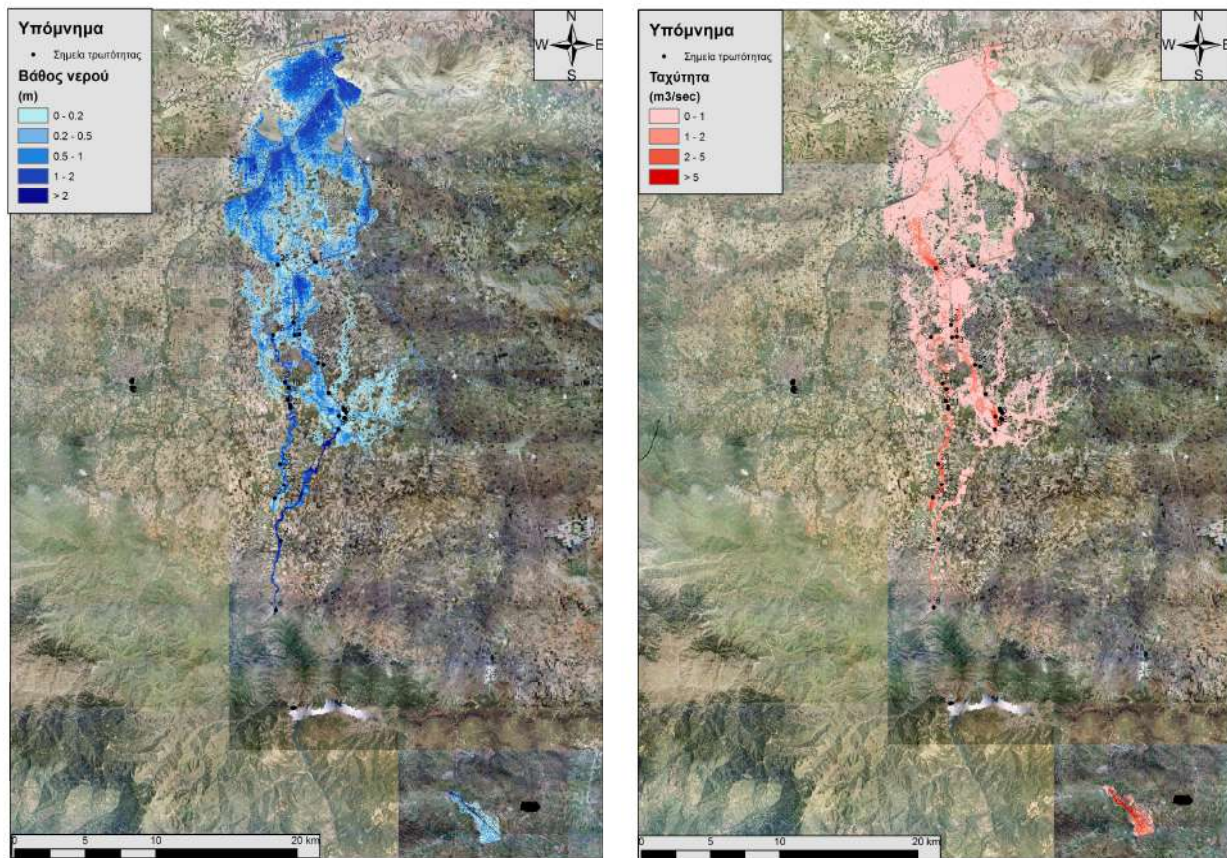 Υπόμνημα
• Σημεία τρωτότητας
Βάθος νερού
(m)
0 - 0.2
0.2 - 0.5
0.5 - 1
1 - 2
> 2
N
W E
S
0 5 10 20 km
Υπόμνημα
• Σημεία τρωτότητας
Ταχύτητα
(m3/sec)
0 - 1
1 - 2
2 - 5
> 5
N
W E
S
0 5 10 20 km